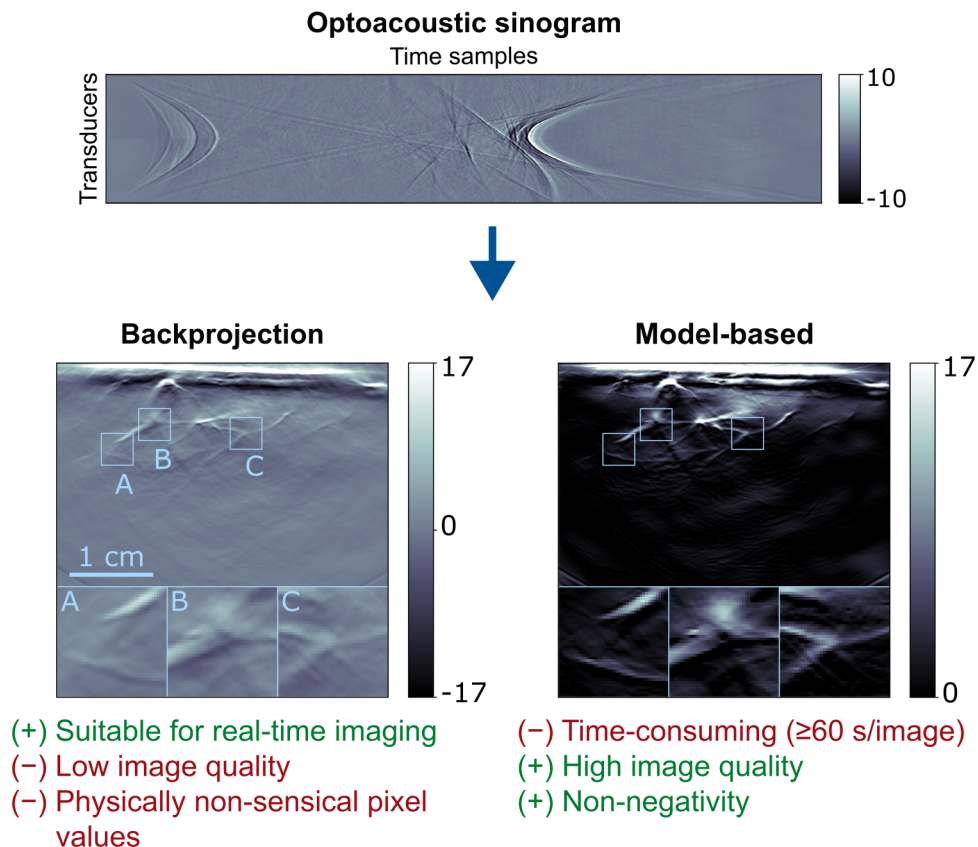 Optoacoustic sinogram
Time samples
Transducers
10
-10
Backprojection
Model-based
17
0
-17
17
0
A
B
C
1 cm
A
B
C
(+) Suitable for real-time imaging
(−) Low image quality
(−) Physically non-sensical pixel
values
(−) Time-consuming (≥60 s/image)
(+) High image quality
(+) Non-negativity